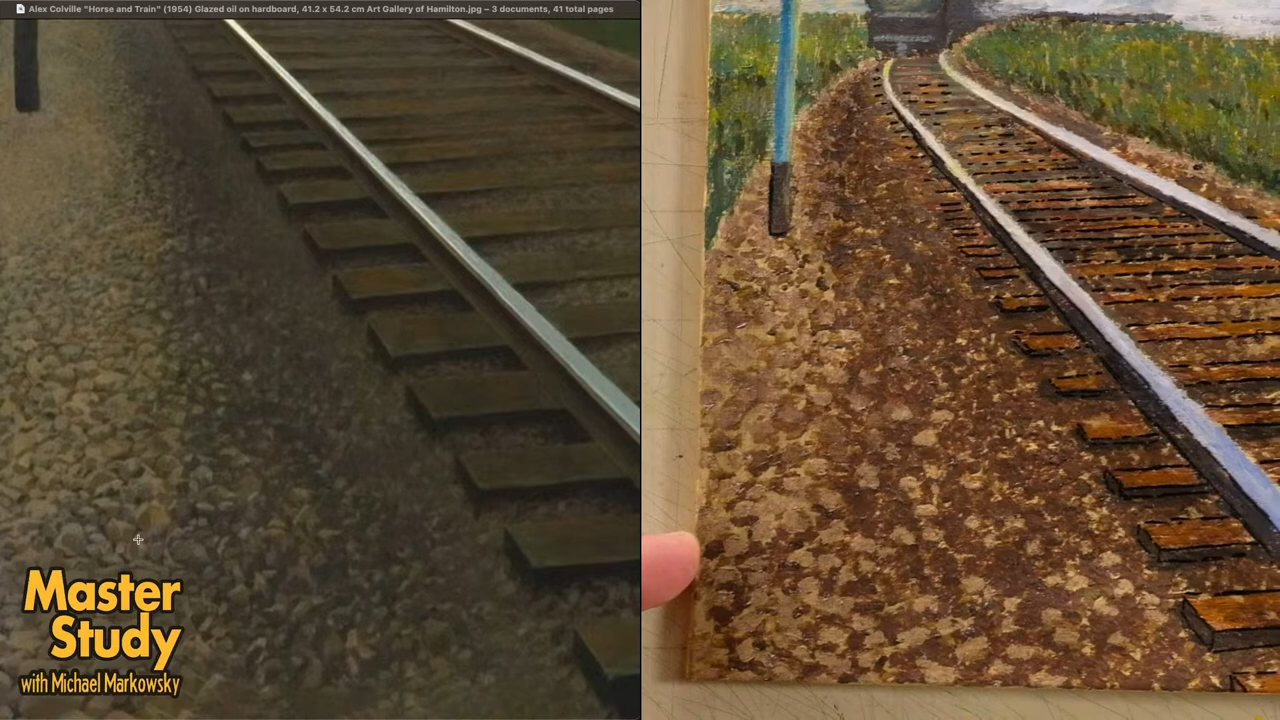 Alex Colville "Horse and Train" (1954) Glazed oil on hardboard, 41.2 x 54.2 cm Art Gallery of Hamilton.jpg – 3 documents, 41 total pages
Master
Study
with Michael Markowsky